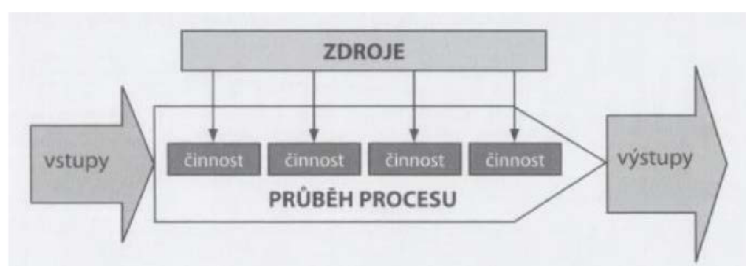 ZDROJE
vstupy
činnost
činnost
činnost
činnost
výstupy
PRŮBĚH PROCESU